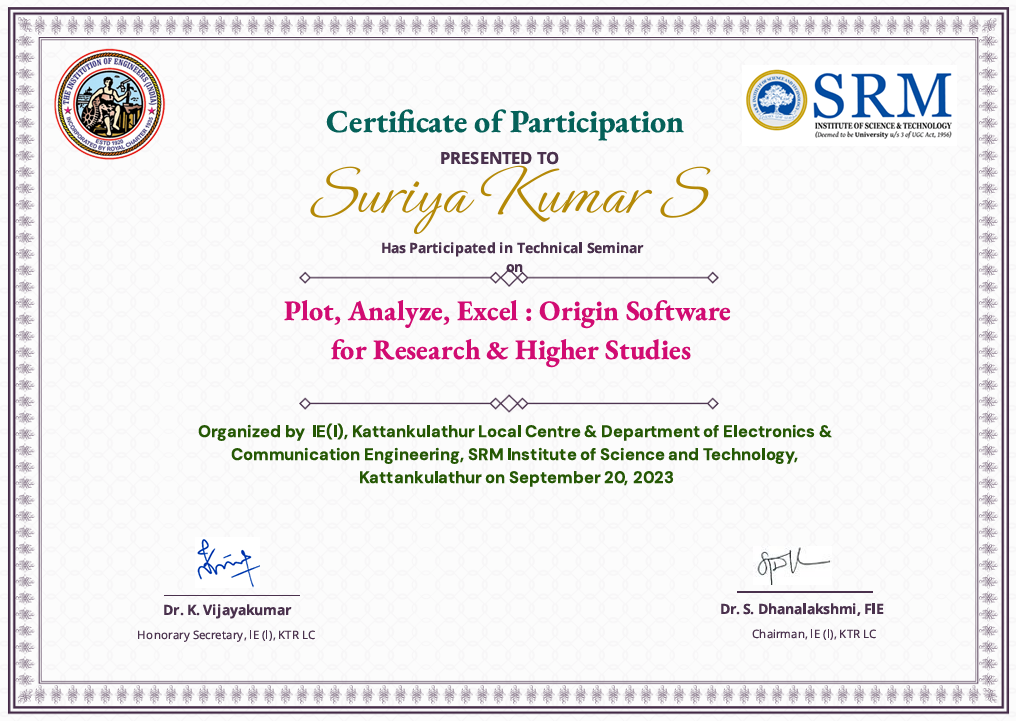 THE INSTITUTION OF ENGINEERS (INDIA)
ESTD 1920
INCORPORATED BY ROYAL CHARTER 1935
SRM
INSTITUTE OF SCIENCE & TECHNOLOGY
(Deemed to be University u/s 3 of UGC Act, 1956)
Certificate of Participation
PRESENTED TO
Suriya Kumar S
Has Participated in Technical Seminar
on
Plot, Analyze, Excel : Origin Software
for Research & Higher Studies
Organized by IE(I), Kattankulathur Local Centre & Department of Electronics &
Communication Engineering, SRM Institute of Science and Technology,
Kattankulathur on September 20, 2023
Dr. K. Vijayakumar
Honorary Secretary, IE (I), KTR LC
Dr. S. Dhanalakshmi, FIE
Chairman, IE (I), KTR LC